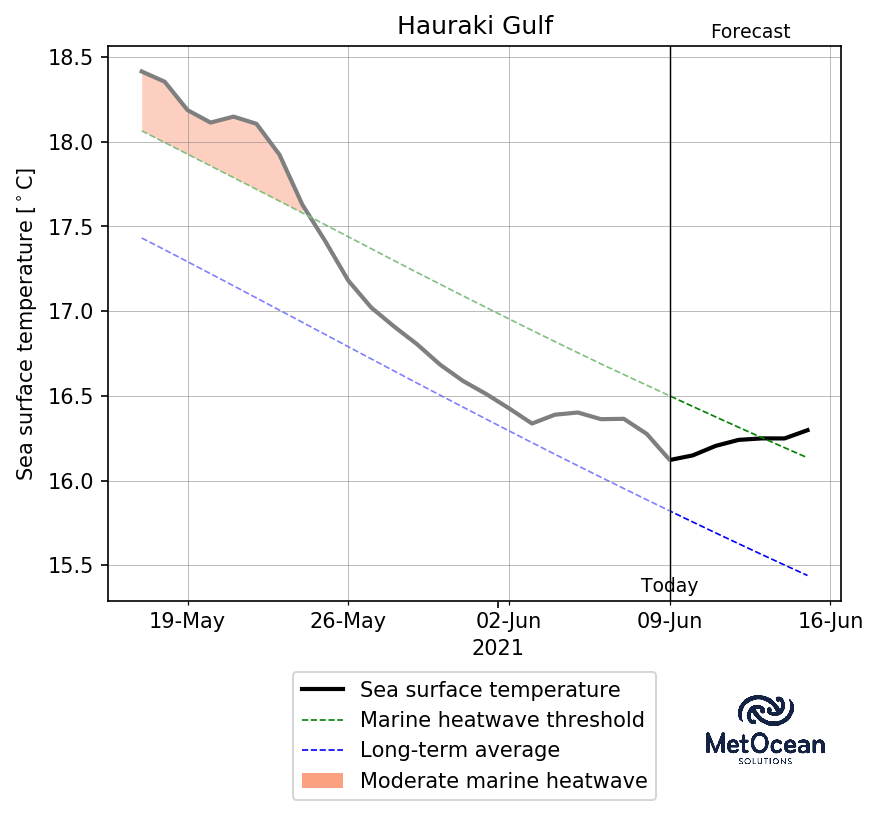 Hauraki Gulf
Forecast
Sea surface temperature [°C]
18.5
18.0
17.5
17.0
16.5
16.0
15.5
Today
19-May
26-May
02-Jun
09-Jun
16-Jun
2021
Sea surface temperature
Marine heatwave threshold
Long-term average
Moderate marine heatwave
MetOcean
SOLUTIONS